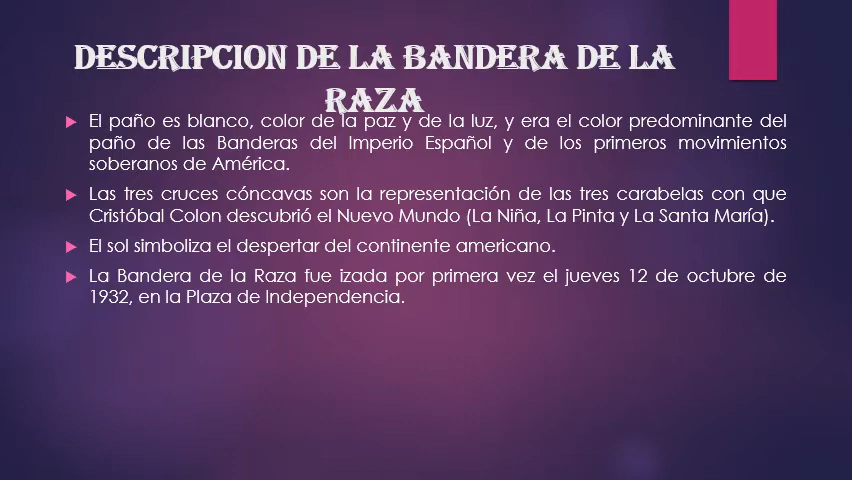 DESCRIPCION DE LA BANDERA DE LA
RAZA
El paño es blanco, color de la paz y de la luz, y era el color predominante del
paño de las Banderas del Imperio Español y de los primeros movimientos
soberanos de América.
Las tres cruces cóncavas son la representación de las tres carabelas con que
Cristóbal Colon descubrió el Nuevo Mundo (La Niña, La Pinta y La Santa María).
El sol simboliza el despertar del continente americano.
La Bandera de la Raza fue izada por primera vez el jueves 12 de octubre de
1932, en la Plaza de Independencia.